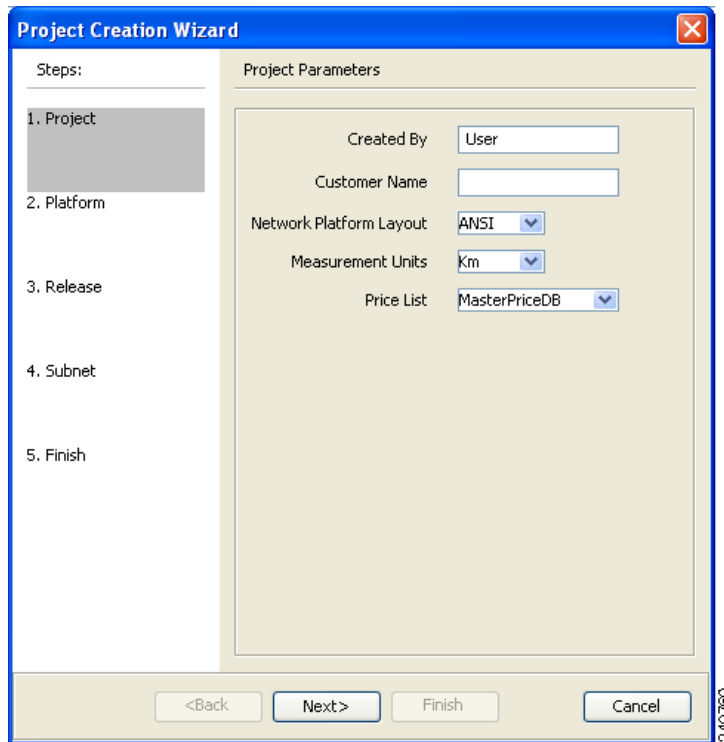 Project Creation Wizard
Steps:
Project Parameters
1. Project
2. Platform
3. Release
4. Subnet
5. Finish
Created By User
Customer Name
Network Platform Layout ANSI
Measurement Units Km
Price List MasterPriceDB
<Back Next> Finish Cancel